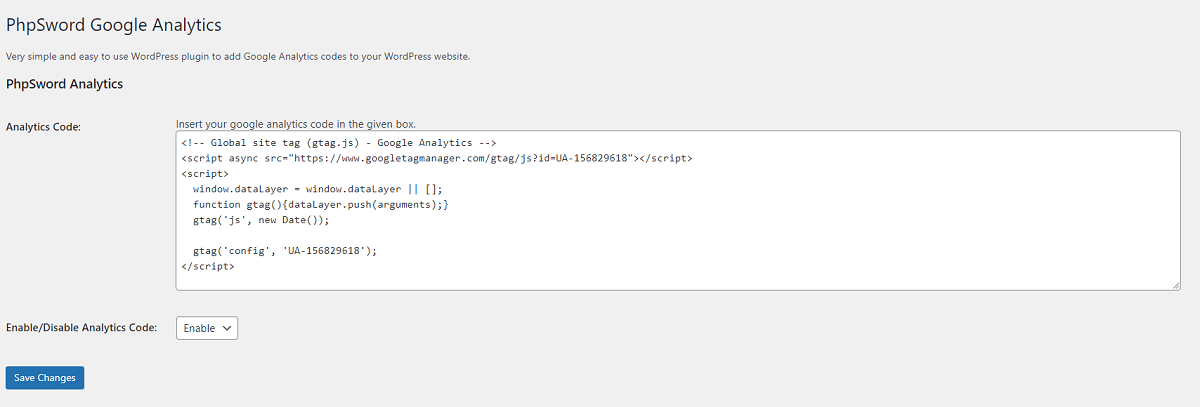 PhpSword Google Analytics
Very simple and easy to use WordPress plugin to add Google Analytics codes to your WordPress website.
PhpSword Analytics
Analytics Code:
Insert your google analytics code in the given box.
<!-- Global site tag (gtag.js) - Google Analytics -->
<script async src="https://www.googletagmanager.com/gtag/js?id=UA-156829618"></script>
<script>
  window.dataLayer = window.dataLayer || [];
  function gtag(){dataLayer.push(arguments);}
  gtag('js', new Date());
  gtag('config', 'UA-156829618');
</script>
Enable/Disable Analytics Code:
Enable
Save Changes